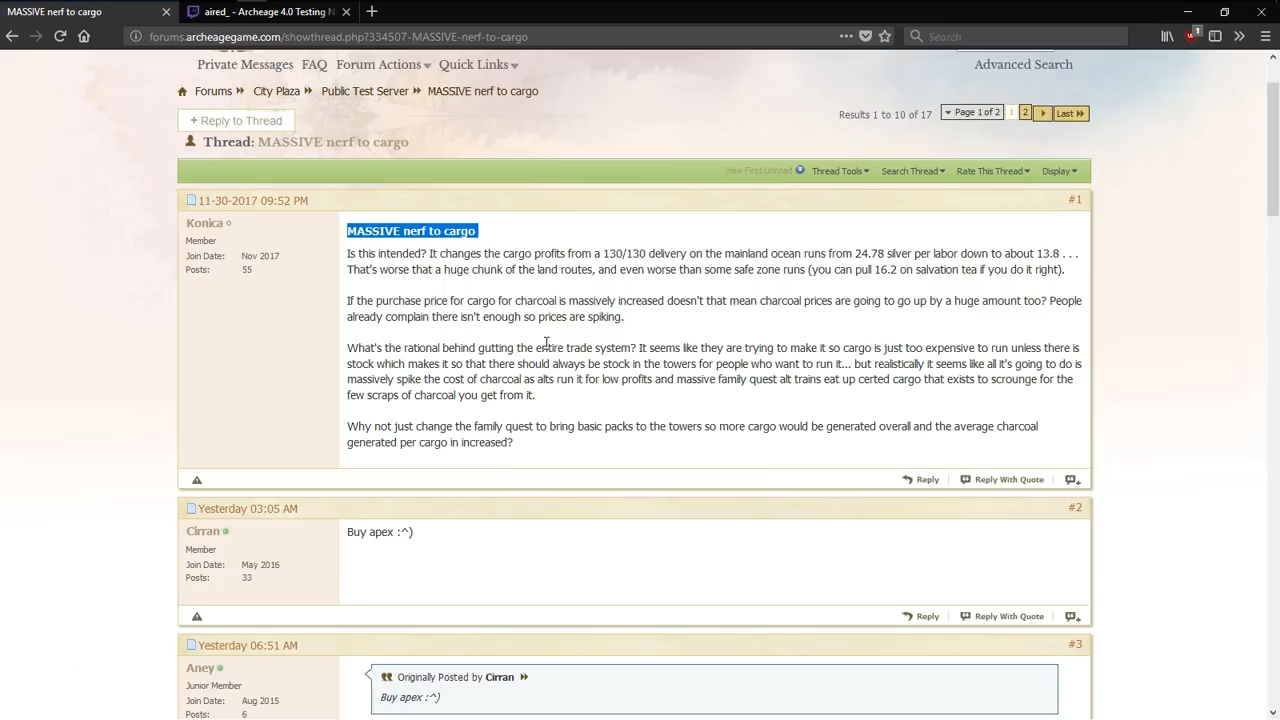 MASSIVE nerf to cargo
aired_ - Archeage 4.0 Testing N
forums.archeagegame.com/showthread.php?334507-MASSIVE-nerf-to-cargo
Search
1
Private Messages FAQ Forum Actions Quick Links
Advanced Search
Forums City Plaza Public Test Server MASSIVE nerf to cargo
+ Reply to Thread
Results 1 to 10 of 17
Page 1 of 2 1 2 Last
Thread: MASSIVE nerf to cargo
View First Unread Thread Tools Search Thread Rate This Thread Display
11-30-2017 09:52 PM
#1
Konica
Member
Join Date: Nov 2017
Posts: 55
MASSIVE nerf to cargo
Is this intended? It changes the cargo profits from a 130/130 delivery on the mainland ocean runs from 24.78 silver per labor down to about 13.8 . . .
That's worse that a huge chunk of the land routes, and even worse than some safe zone runs (you can pull 16.2 on salvation tea if you do it right).
If the purchase price for cargo for charcoal is massively increased doesn't that mean charcoal prices are going to go up by a huge amount too? People
already complain there isn't enough so prices are spiking.
What's the rational behind gutting the entire trade system? It seems like they are trying to make it so cargo is just too expensive to run unless there is
stock which makes it so that there should always be stock in the towers for people who want to run it... but realistically it seems like all it's going to do is
massively spike the cost of charcoal as alts run it for low profits and massive family quest alt trains eat up certed cargo that exists to scrounge for the
few scraps of charcoal you get from it.
Why not just change the family quest to bring basic packs to the towers so more cargo would be generated overall and the average charcoal
generated per cargo in increased?
Reply Reply With Quote
Yesterday 03:05 AM
#2
Cirran
Member
Join Date: May 2016
Posts: 33
Buy apex :^)
Reply Reply With Quote
Yesterday 06:51 AM
#3
Aney
Junior Member
Join Date: Aug 2015
Posts: 6
Originally Posted by Cirran
Buy apex :^)